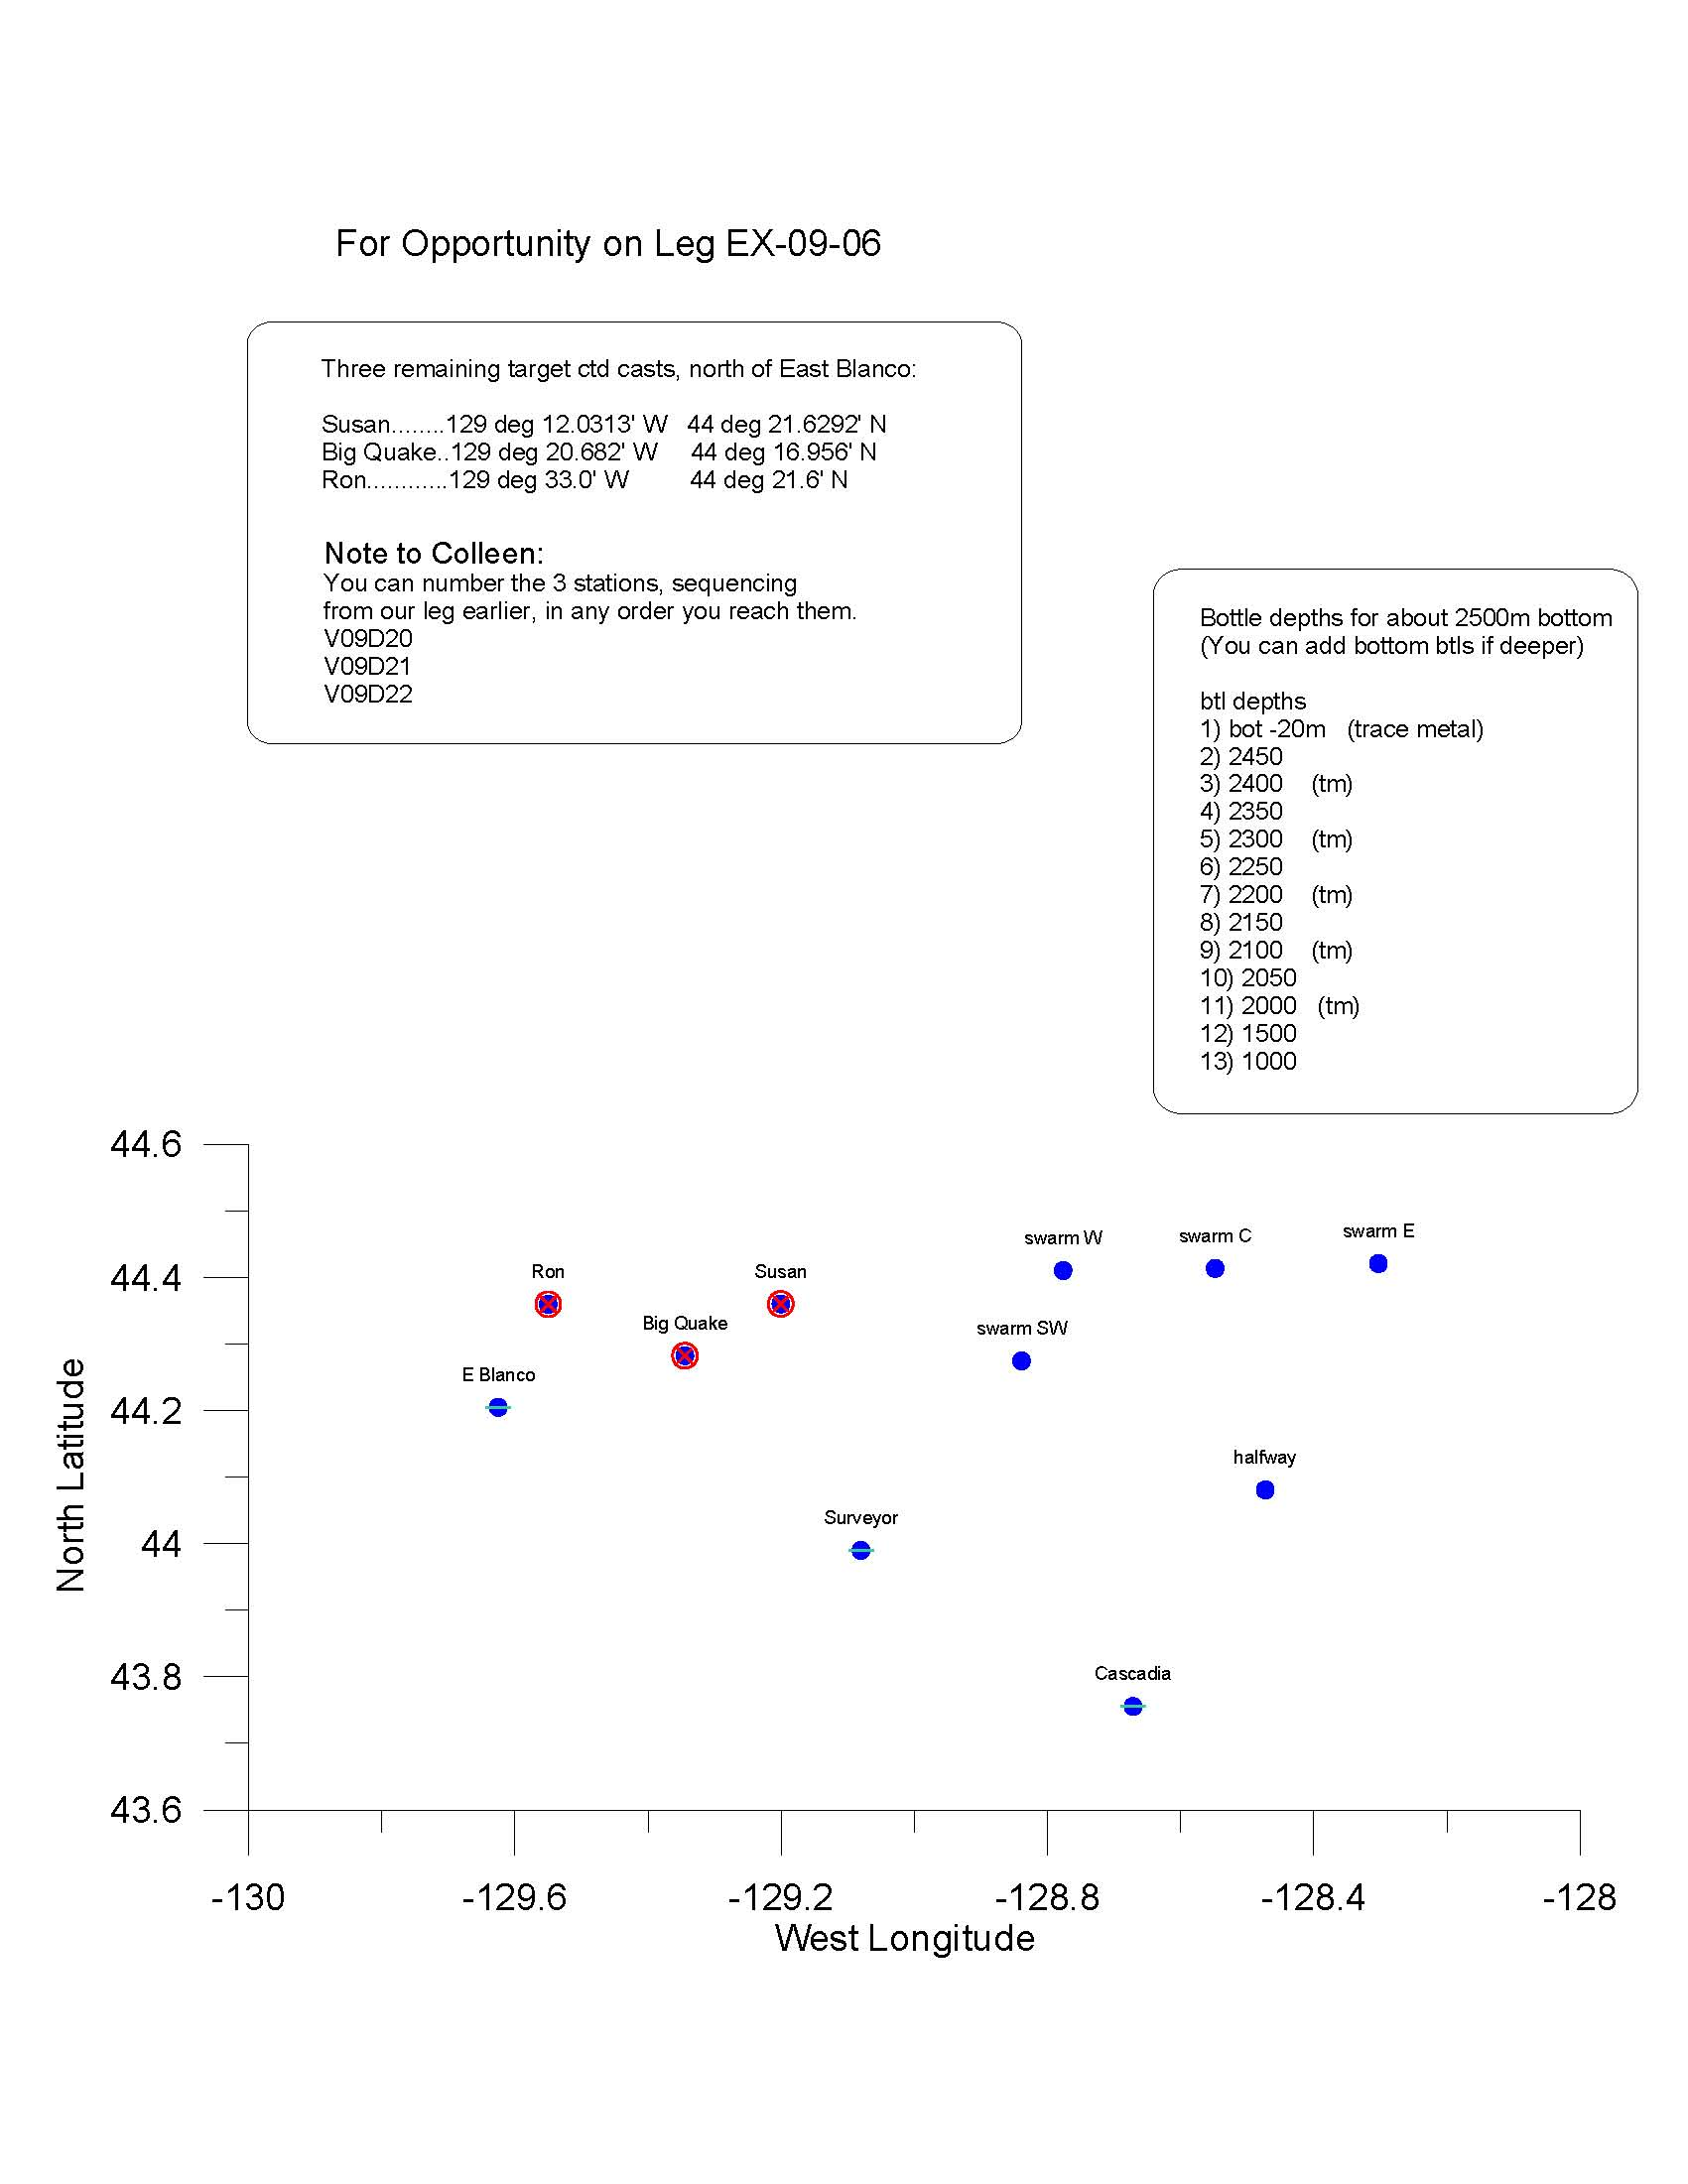 For Opportunity on Leg EX-09-06
Three remaining target ctd casts, north of East Blanco:
Susan........129 deg 12.0313' W   44 deg 21.6292' N
Big Quake..129 deg 20.682' W     44 deg 16.956' N
Ron............129 deg 33.0' W         44 deg 21.6' N
Note to Colleen:
You can number the 3 stations, sequencing
from our leg earlier, in any order you reach them.
V09D20
V09D21
V09D22
Bottle depths for about 2500m bottom
(You can add bottom btls if deeper)
btl depths
1) bot -20m   (trace metal)
2) 2450
3) 2400    (tm)
4) 2350
5) 2300    (tm)
6) 2250
7) 2200    (tm)
8) 2150
9) 2100    (tm)
10) 2050
11) 2000   (tm)
12) 1500
13) 1000
44.6
44.4
44.2
44
43.8
43.6
North Latitude
swarm W
swarm C
swarm E
Ron
Susan
Big Quake
swarm SW
E Blanco
halfway
Surveyor
Cascadia
-130
-129.6
-129.2
-128.8
-128.4
-128
West Longitude